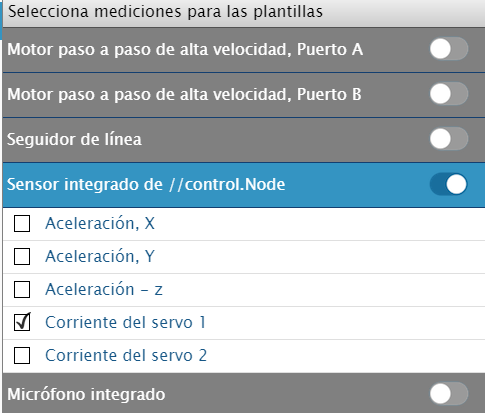 Selecciona mediciones para las plantillas
Motor paso a paso de alta velocidad, Puerto A
Motor paso a paso de alta velocidad, Puerto B
Seguidor de línea
Sensor integrado de //control.Node
Aceleración, X
Aceleración, Y
Aceleración - z
Corriente del servo 1
Corriente del servo 2
Micrófono integrado